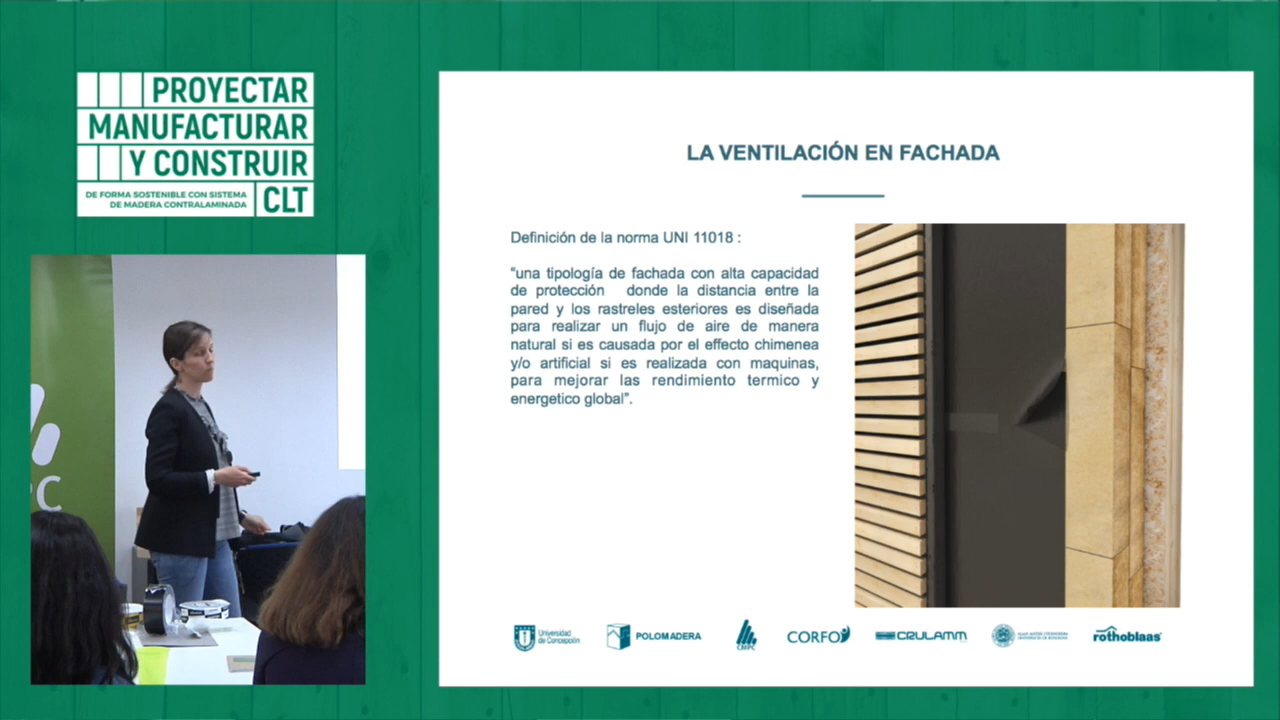 PROYECTAR
MANUFACTURAR
Y CONSTRUIR
DE FORMA SOSTENIBLE CON SISTEMA
DE MADERA CONTRALAMINADA
CLT
LA VENTILACIÓN EN FACHADA
Definición de la norma UNI 11018 :
“una tipología de fachada con alta capacidad
de protección donde la distancia entre la
pared y los rastreles esteriores es diseñada
para realizar un flujo de aire de manera
natural si es causada por el effecto chimenea
y/o artificial si es realizada con maquinas,
para mejorar las rendimiento termico y
energetico global”.
Universidad
de Concepción
POLOMADERA
CMPC
CORFO
CRULAMM
rothoblaas
PC